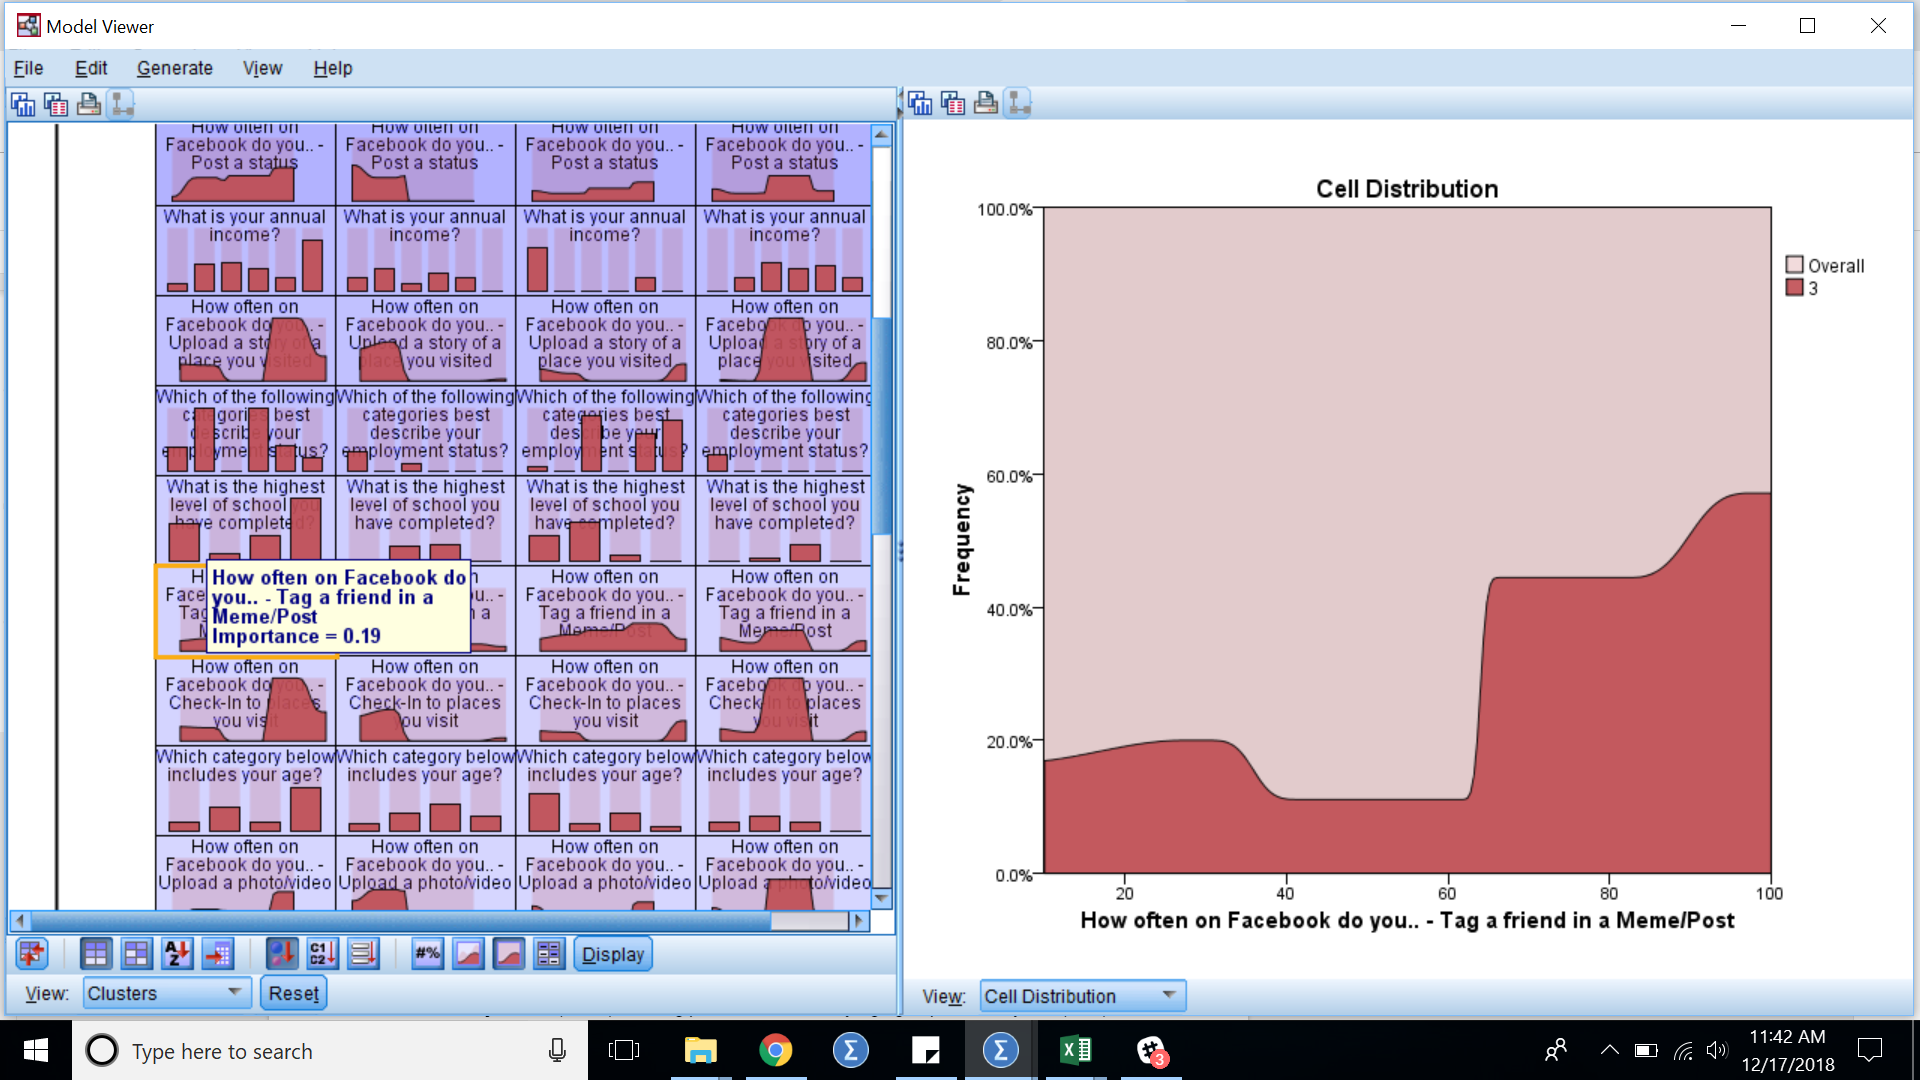 Model Viewer
File Edit Generate View Help
How often on How often on How often on How often on
Facebook do you.. - Facebook do you.. - Facebook do you.. - Facebook do you.. -
Post a status Post a status Post a status Post a status
What is your annual What is your annual What is your annual What is your annual
income? income? income? income?
How often on How often on How often on How often on
Facebook do you.. - Facebook do you.. - Facebook do you.. - Facebook do you.. -
Upload a story of a Upload a story of a Upload a story of a Upload a story of a
place you visited place you visited place you visited place you visited
Which of the following Which of the following Which of the following Which of the following
categories best categories best categories best categories best
describe your describe your describe your describe your
employment status? employment status? employment status? employment status?
What is the highest What is the highest What is the highest What is the highest
level of school you level of school you level of school you level of school you
have completed? have completed? have completed? have completed?
How often on Facebook do
you.. - Tag a friend in a
Meme/Post
Importance = 0.19
How often on How often on
Facebook do you.. - Facebook do you.. -
Tag a friend in a Tag a friend in a
Meme/Post Meme/Post
How often on How often on How often on How often on
Facebook do you.. - Facebook do you.. - Facebook do you.. - Facebook do you.. -
Check-In to places Check-In to places Check-In to places Check-In to places
you visit you visit you visit you visit
Which category below Which category below Which category below Which category below
includes your age? includes your age? includes your age? includes your age?
How often on How often on How often on How often on
Facebook do you.. - Facebook do you.. - Facebook do you.. - Facebook do you.. -
Upload a photo/video Upload a photo/video Upload a photo/video Upload a photo/video
A Z C1 C2 #% Display
View: Clusters Reset
Cell Distribution
100.0%
80.0%
60.0%
40.0%
20.0%
0.0%
Frequency
20 40 60 80 100
How often on Facebook do you.. - Tag a friend in a Meme/Post
Overall
3
View: Cell Distribution
Type here to search
3
11:42 AM
12/17/2018